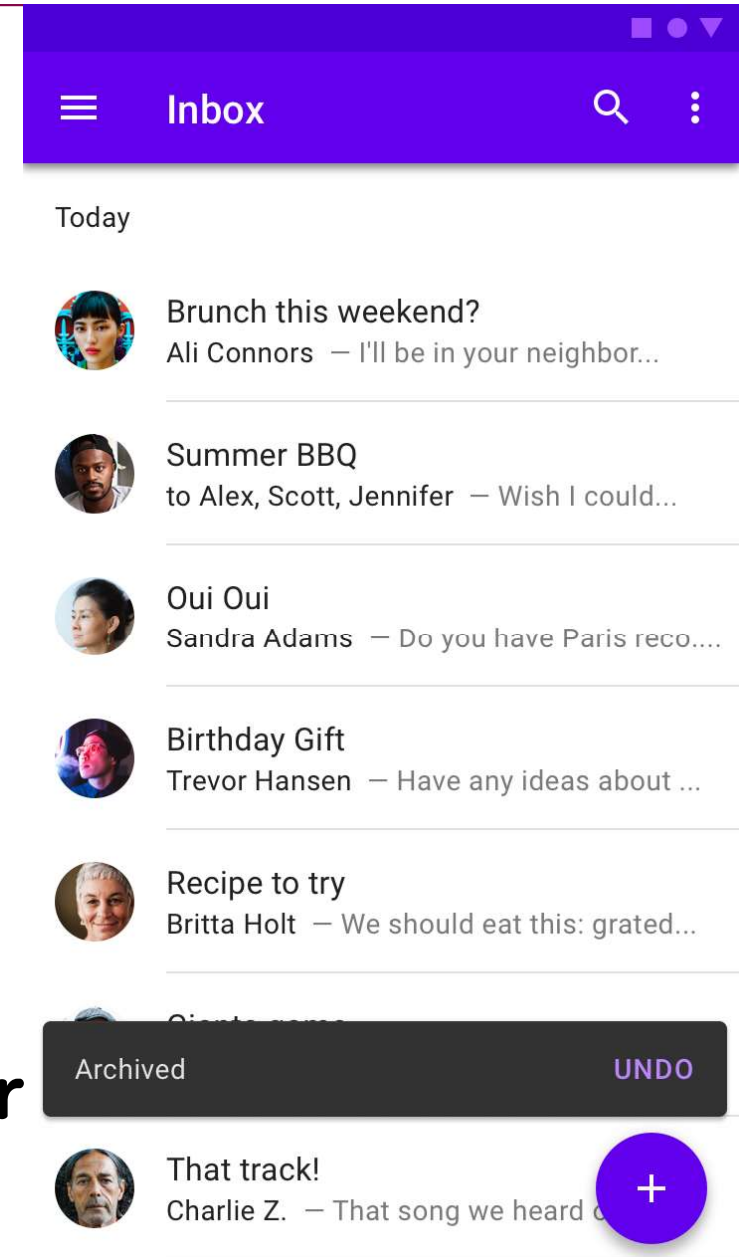 Inbox
Today
Brunch this weekend?
Ali Connors — I'll be in your neighbor...
Summer BBQ
to Alex, Scott, Jennifer — Wish I could...
Oui Oui
Sandra Adams — Do you have Paris reco....
Birthday Gift
Trevor Hansen — Have any ideas about ...
Recipe to try
Britta Holt — We should eat this: grated...
r
Archived UNDO
That track!
Charlie Z. — That song we heard